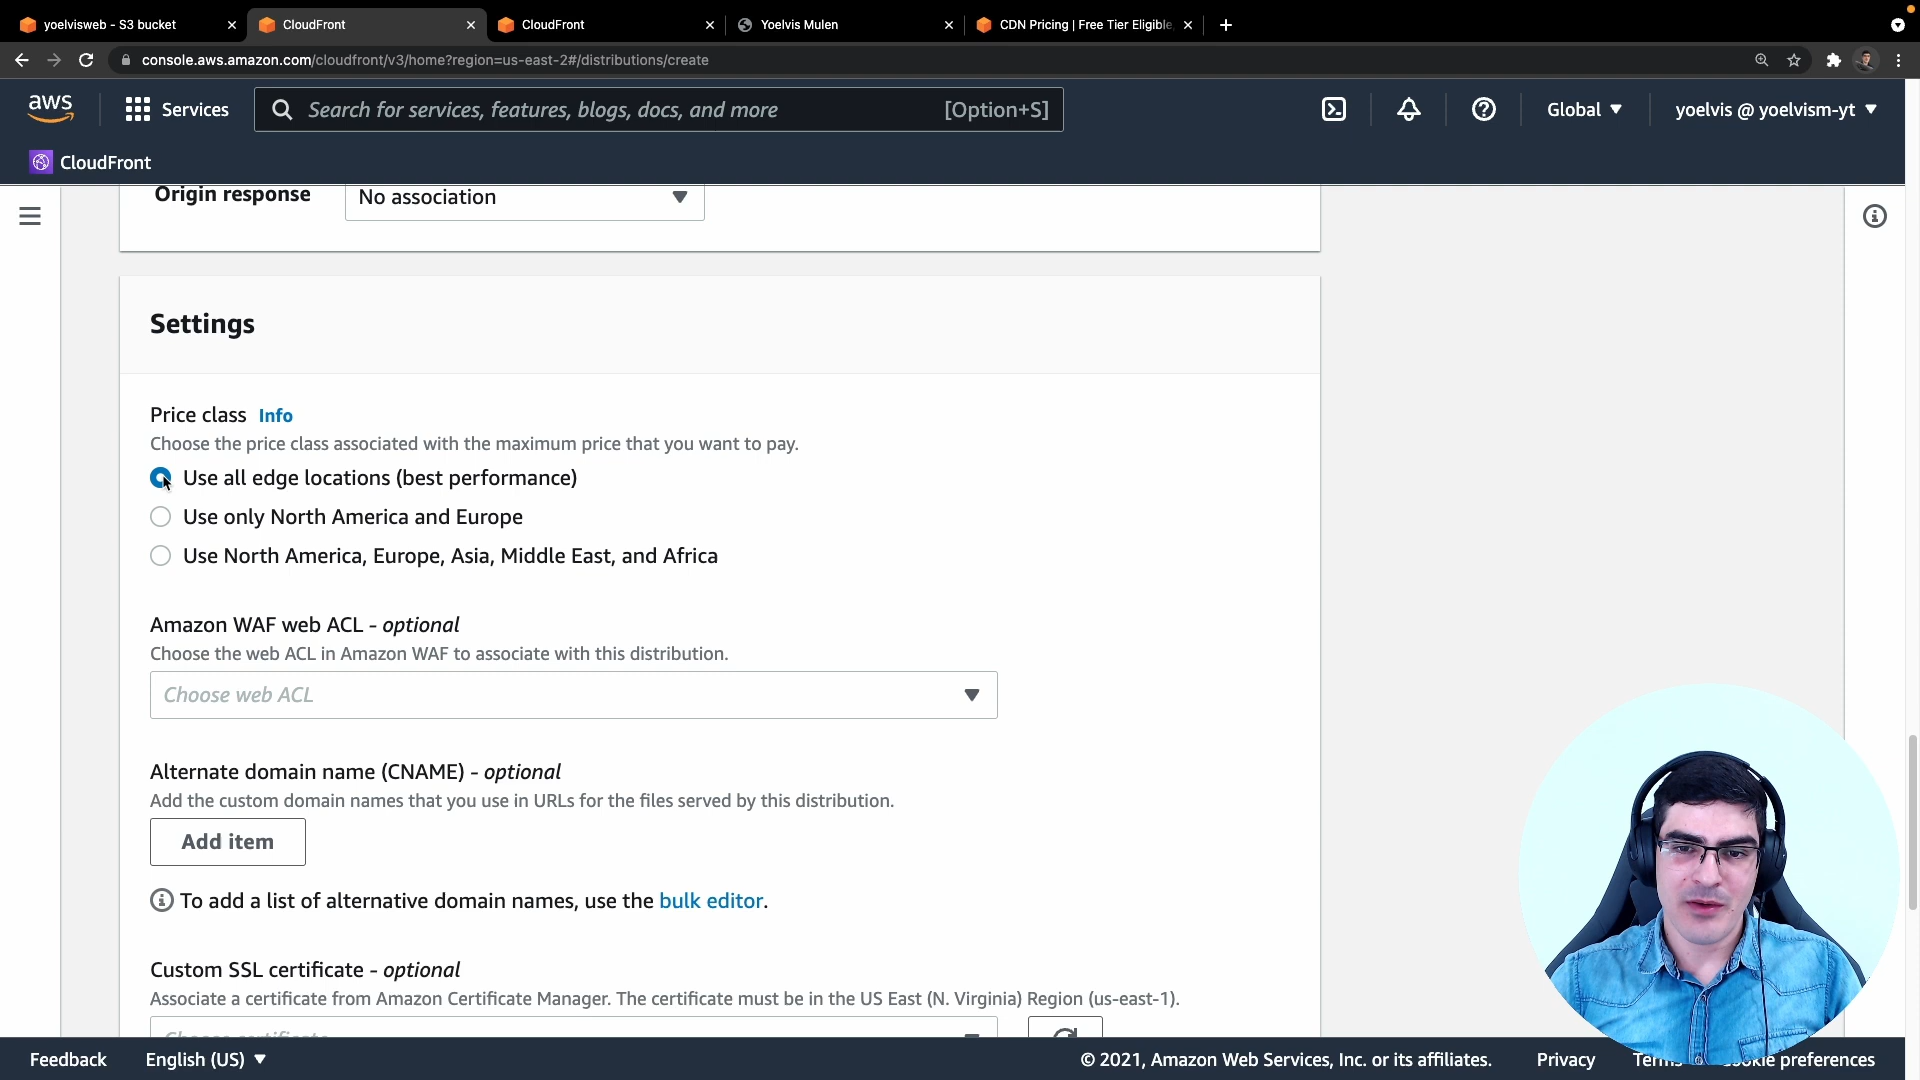 yoelvisweb - S3 bucket
CloudFront
CloudFront
Yoelvis Mulen
CDN Pricing | Free Tier Eligible,
console.aws.amazon.com/cloudfront/v3/home?region=us-east-2#/distributions/create
aws
Services
Search for services, features, blogs, docs, and more
[Option+S]
Global
yoelvis @ yoelvism-yt
CloudFront
Origin response
No association
Settings
Price class Info
Choose the price class associated with the maximum price that you want to pay.
Use all edge locations (best performance)
Use only North America and Europe
Use North America, Europe, Asia, Middle East, and Africa
Amazon WAF web ACL - optional
Choose the web ACL in Amazon WAF to associate with this distribution.
Choose web ACL
Alternate domain name (CNAME) - optional
Add the custom domain names that you use in URLs for the files served by this distribution.
Add item
To add a list of alternative domain names, use the bulk editor.
Custom SSL certificate - optional
Associate a certificate from Amazon Certificate Manager. The certificate must be in the US East (N. Virginia) Region (us-east-1).
Choose certificate
Feedback
English (US)
© 2021, Amazon Web Services, Inc. or its affiliates.
Privacy
Terms
preferences